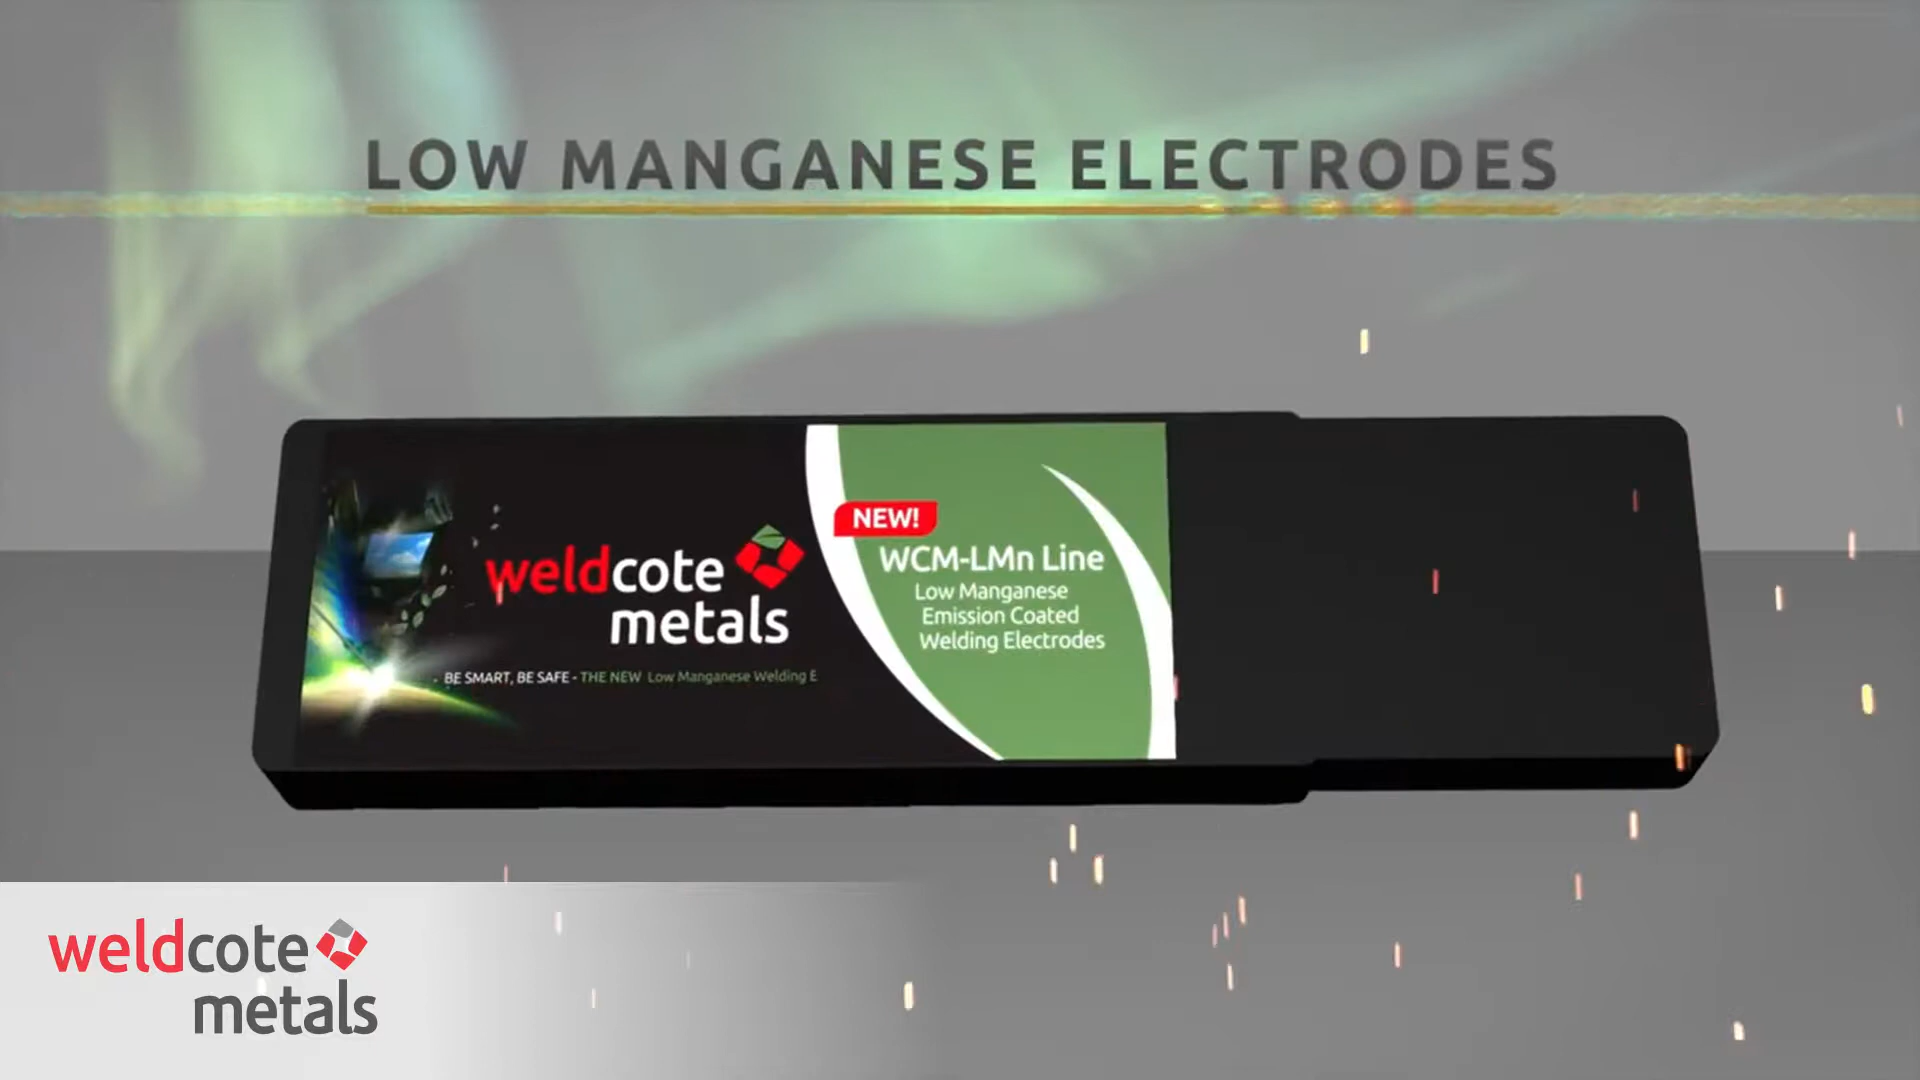 LOW MANGANESE ELECTRODES
NEW!
WCM-LMn Line
Low Manganese
Emission Coated
Welding Electrodes
weldcote
metals
- BE SMART, BE SAFE - THE NEW Low Manganese Welding E
weldcote
metals